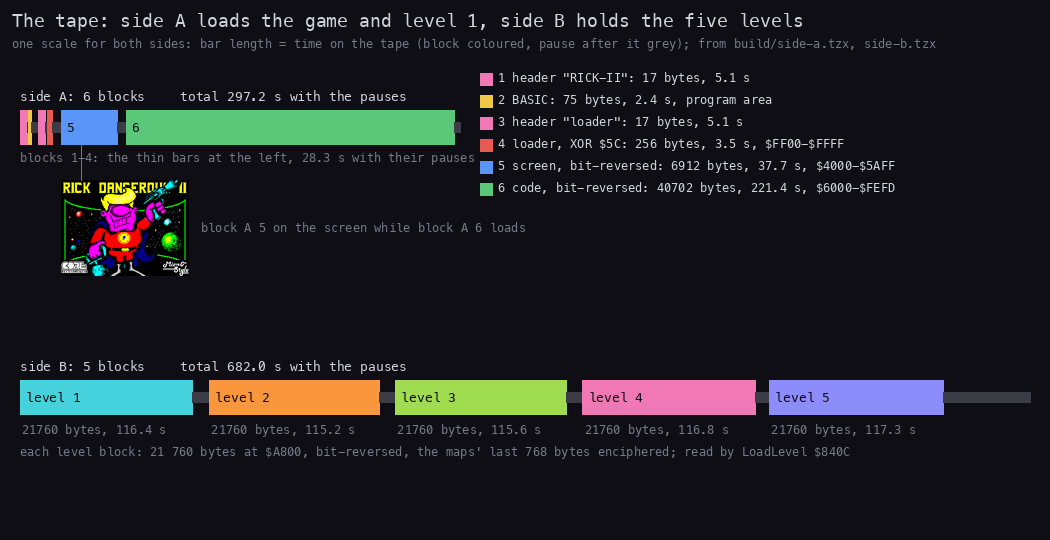 The tape: side A loads the game and level 1, side B holds the five levels
one scale for both sides: bar length = time on the tape (block coloured, pause after it grey); from build/side-a.tzx, side-b.tzx
side A: 6 blocks total 297.2 s with the pauses
5
6
blocks 1-4: the thin bars at the left, 28.3 s with their pauses
1 header "RICK-II": 17 bytes, 5.1 s
2 BASIC: 75 bytes, 2.4 s, program area
3 header "loader": 17 bytes, 5.1 s
4 loader, XOR $5C: 256 bytes, 3.5 s, $FF00-$FFFF
5 screen, bit-reversed: 6912 bytes, 37.7 s, $4000-$5AFF
6 code, bit-reversed: 40702 bytes, 221.4 s, $6000-$FEFD
RICK DANGEROUS II
CORE
Micro Style
block A 5 on the screen while block A 6 loads
side B: 5 blocks total 682.0 s with the pauses
level 1
level 2
level 3
level 4
level 5
21760 bytes, 116.4 s
21760 bytes, 115.2 s
21760 bytes, 115.6 s
21760 bytes, 116.8 s
21760 bytes, 117.3 s
each level block: 21 760 bytes at $A800, bit-reversed, the maps' last 768 bytes enciphered; read by LoadLevel $840C